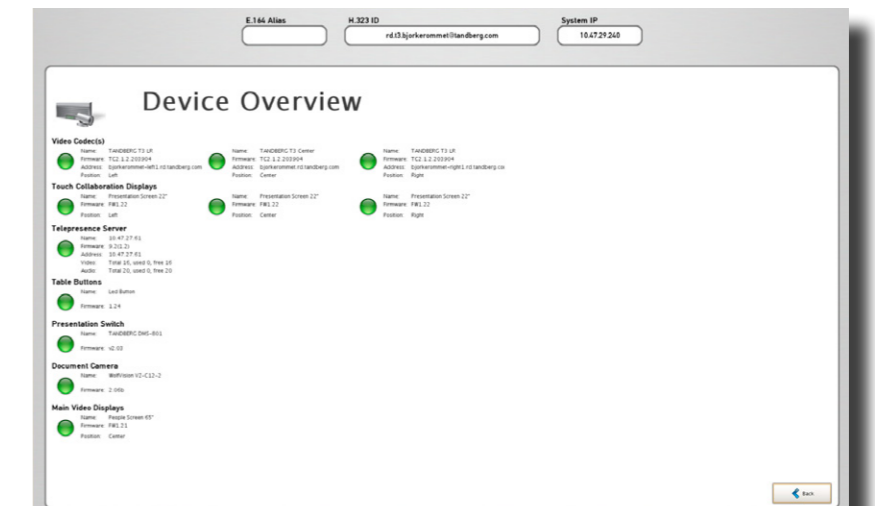 E.164 Alias H.323 ID System IP
rd.t3.bjorkerommet@tandberg.com 10.47.29.240
Device Overview
Video Codec(s)
Name: TANDBERG T3 LR Name: TANDBERG T3 Center Name: TANDBERG T3 LR
Firmware: TC2.1.2.203904 Firmware: TC2.1.2.203904 Firmware: TC2.1.2.203904
Address: bjorkerommet-left1.rd.tandberg.com Address: bjorkerommet.rd.tandberg.com Address: bjorkerommet-right1.rd.tandberg.co
Position: Left Position: Center Position: Right
Touch Collaboration Displays
Name: Presentation Screen 22" Name: Presentation Screen 22" Name: Presentation Screen 22"
Firmware: FW1.22 Firmware: FW1.22 Firmware: FW1.22
Position: Left Position: Center Position: Right
Telepresence Server
Name: 10.47.27.61
Firmware: 9.2(1.2)
Address: 10.47.27.61
Video: Total 16, used 0, free 16
Audio: Total 20, used 0, free 20
Table Buttons
Name: Led Button
Firmware: 1.24
Presentation Switch
Name: TANDBERG DMS-801
Firmware: v2.03
Document Camera
Name: WolfVision VZ-C12-2
Firmware:
Main Video Displays
Name: People Screen 65"
Firmware: FW1.21
Position: Center
Back